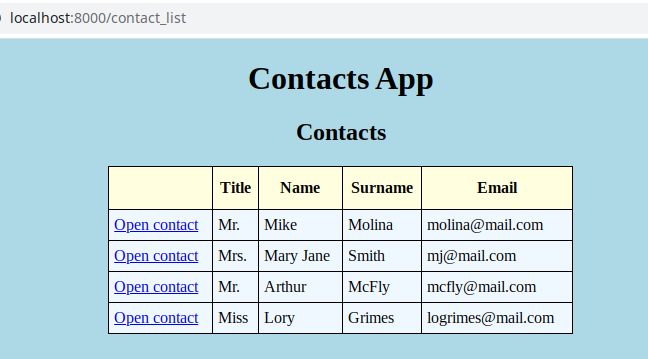 localhost:8000/contact_list
Contacts App
Contacts
Title Name Surname Email
Open contact Mr. Mike Molina molina@mail.com
Open contact Mrs. Mary Jane Smith mj@mail.com
Open contact Mr. Arthur McFly mcfly@mail.com
Open contact Miss Lory Grimes logrimes@mail.com